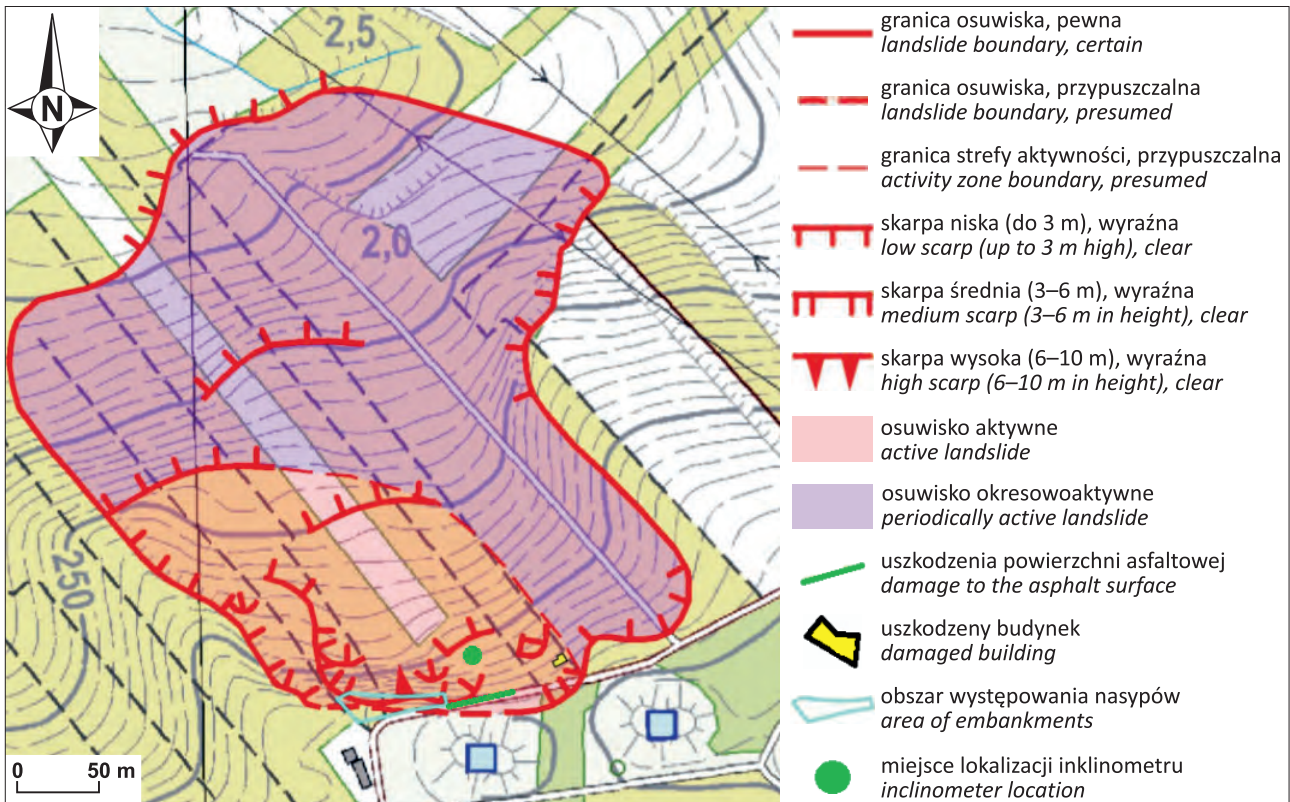 N
2,5
2,0
250
0 50 m
granica osuwiska, pewna
landslide boundary, certain
granica osuwiska, przypuszczalna
landslide boundary, presumed
granica strefy aktywności, przypuszczalna
activity zone boundary, presumed
skarpa niska (do 3 m), wyraźna
low scarp (up to 3 m high), clear
skarpa średnia (3–6 m), wyraźna
medium scarp (3–6 m in height), clear
skarpa wysoka (6–10 m), wyraźna
high scarp (6–10 m in height), clear
osuwisko aktywne
active landslide
osuwisko okresowoaktywne
periodically active landslide
uszkodzenia powierzchni asfaltowej
damage to the asphalt surface
uszkodzony budynek
damaged building
obszar występowania nasypów
area of embankments
miejsce lokalizacji inklinometru
inclinometer location